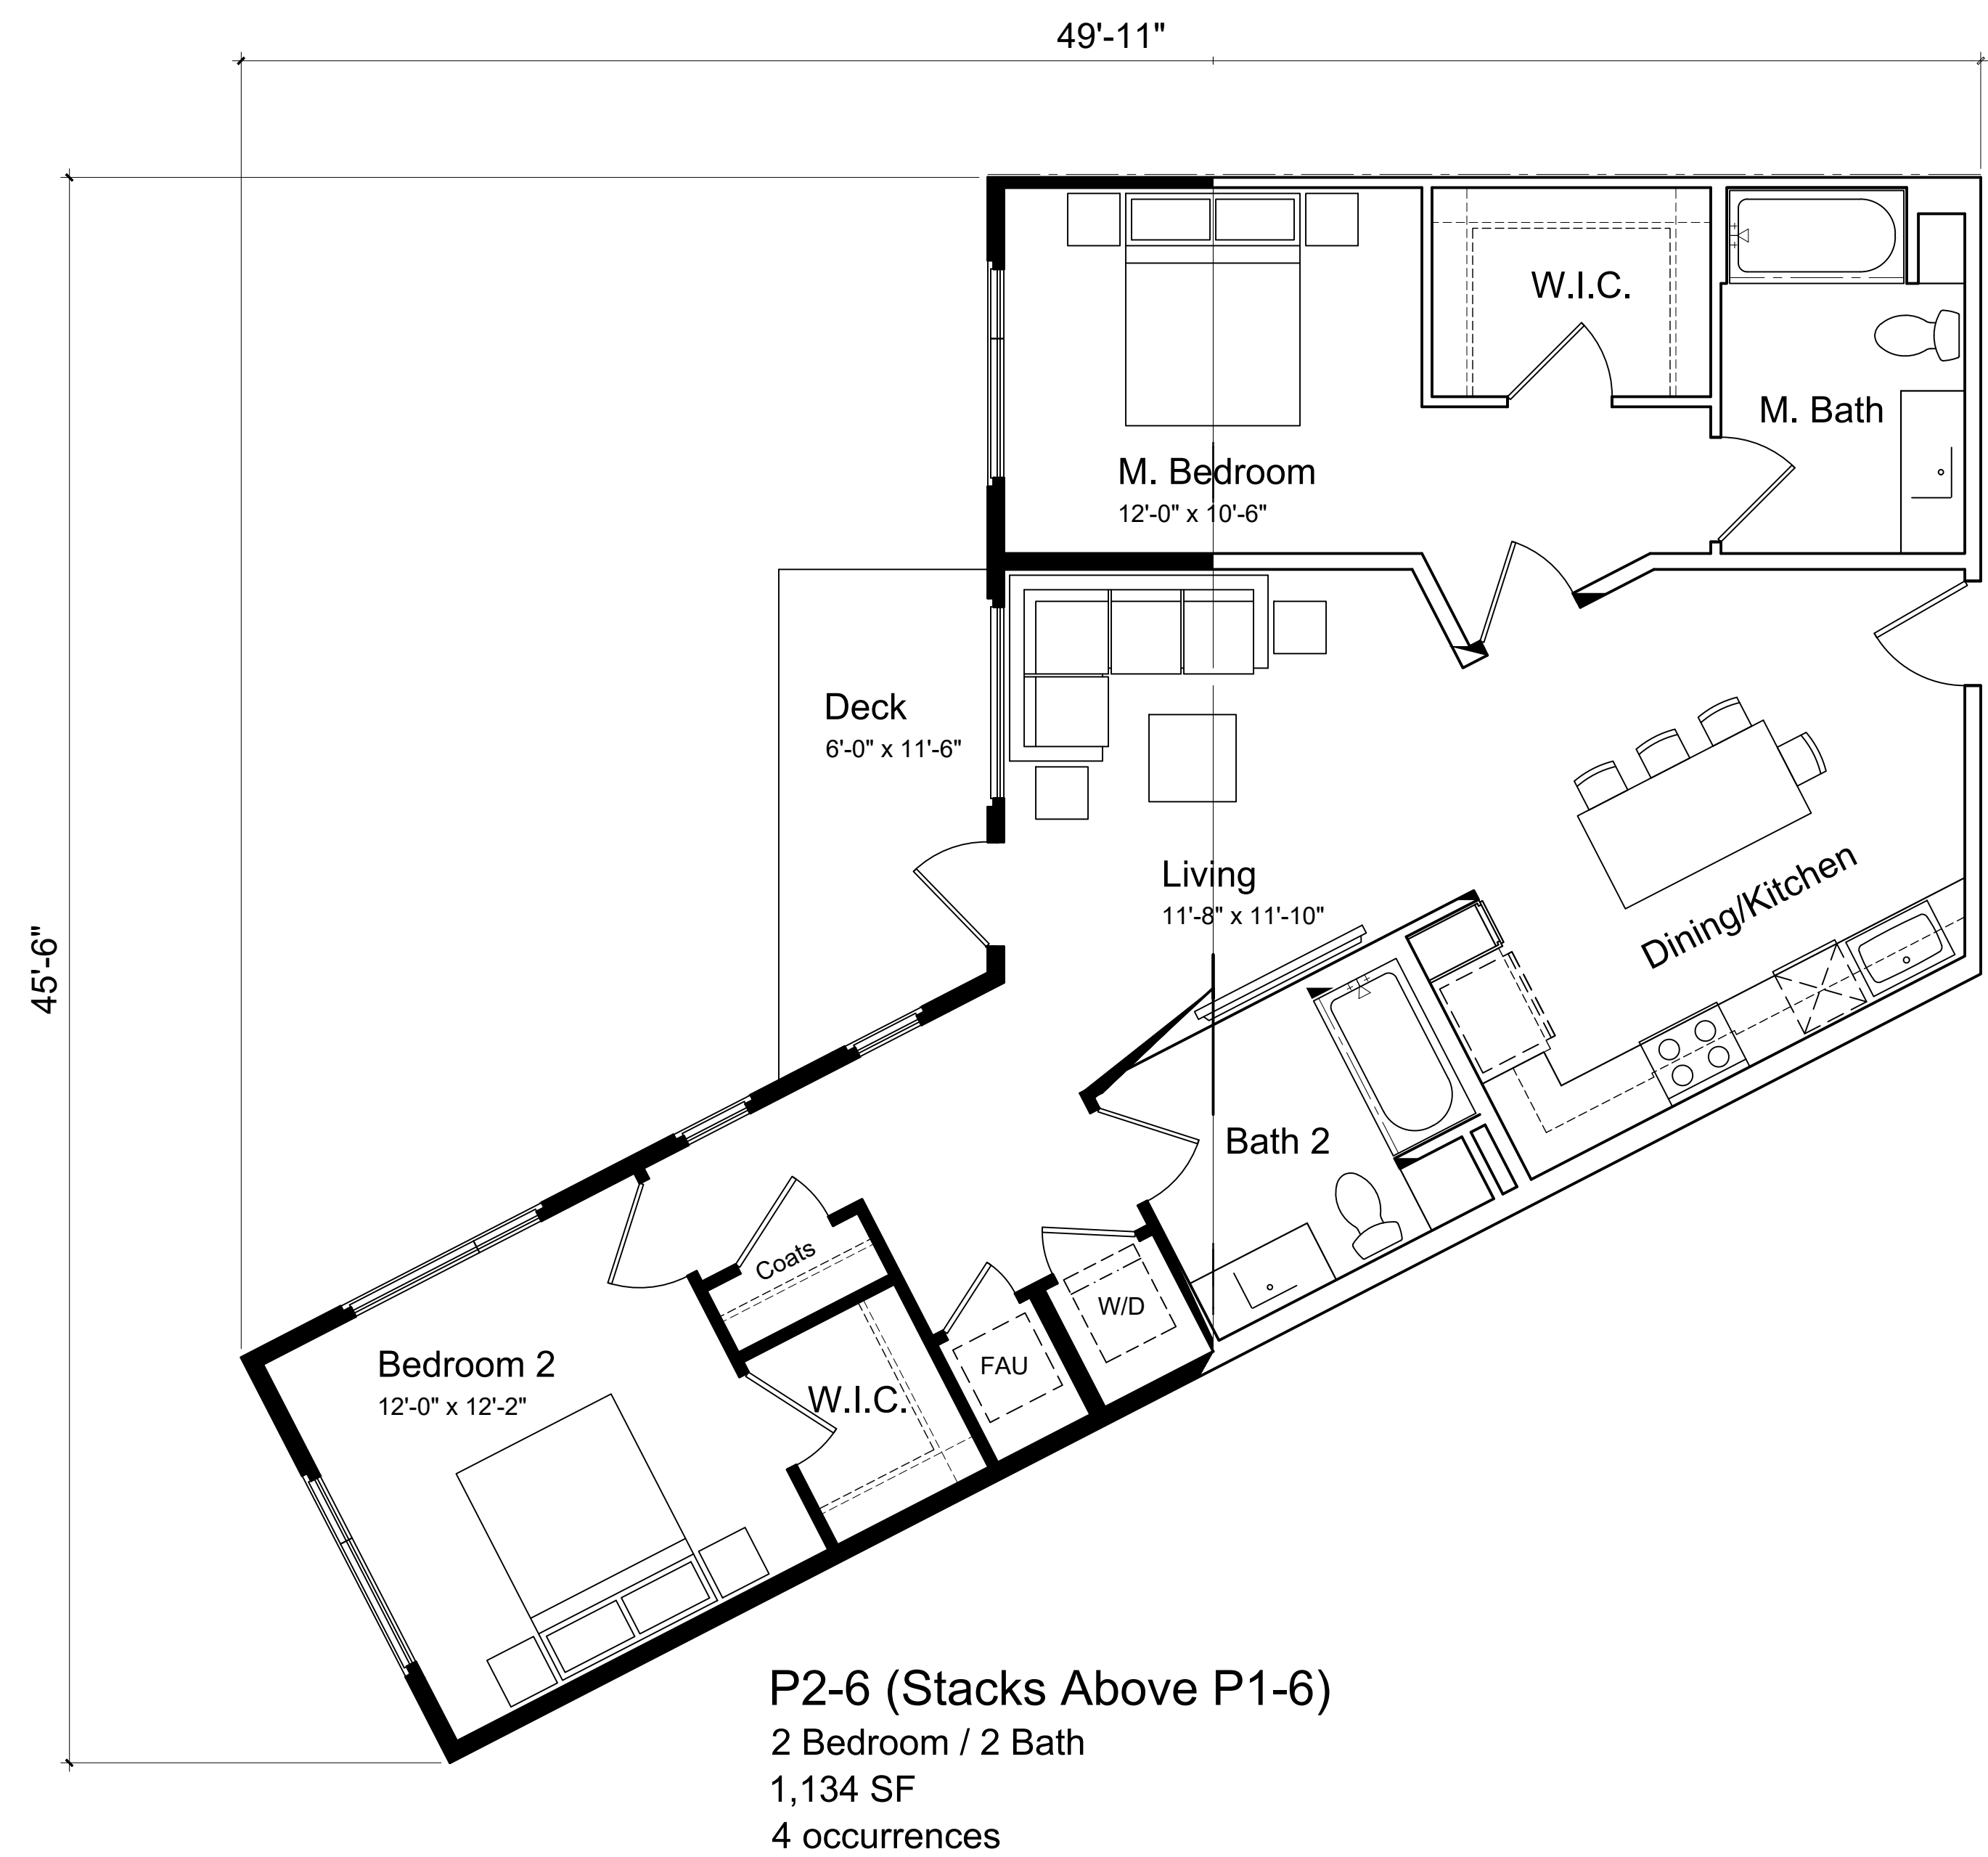 49'-11"
45'-6"
W.I.C.
M. Bath
M. Bedroom
12'-0" x 10'-6"
Deck
6'-0" x 11'-6"
Living
11'-8" x 11'-10"
Dining/Kitchen
Bath 2
Coats
W/D
FAU
Bedroom 2
12'-0" x 12'-2"
W.I.C.
P2-6 (Stacks Above P1-6)
2 Bedroom / 2 Bath
1,134 SF
4 occurrences